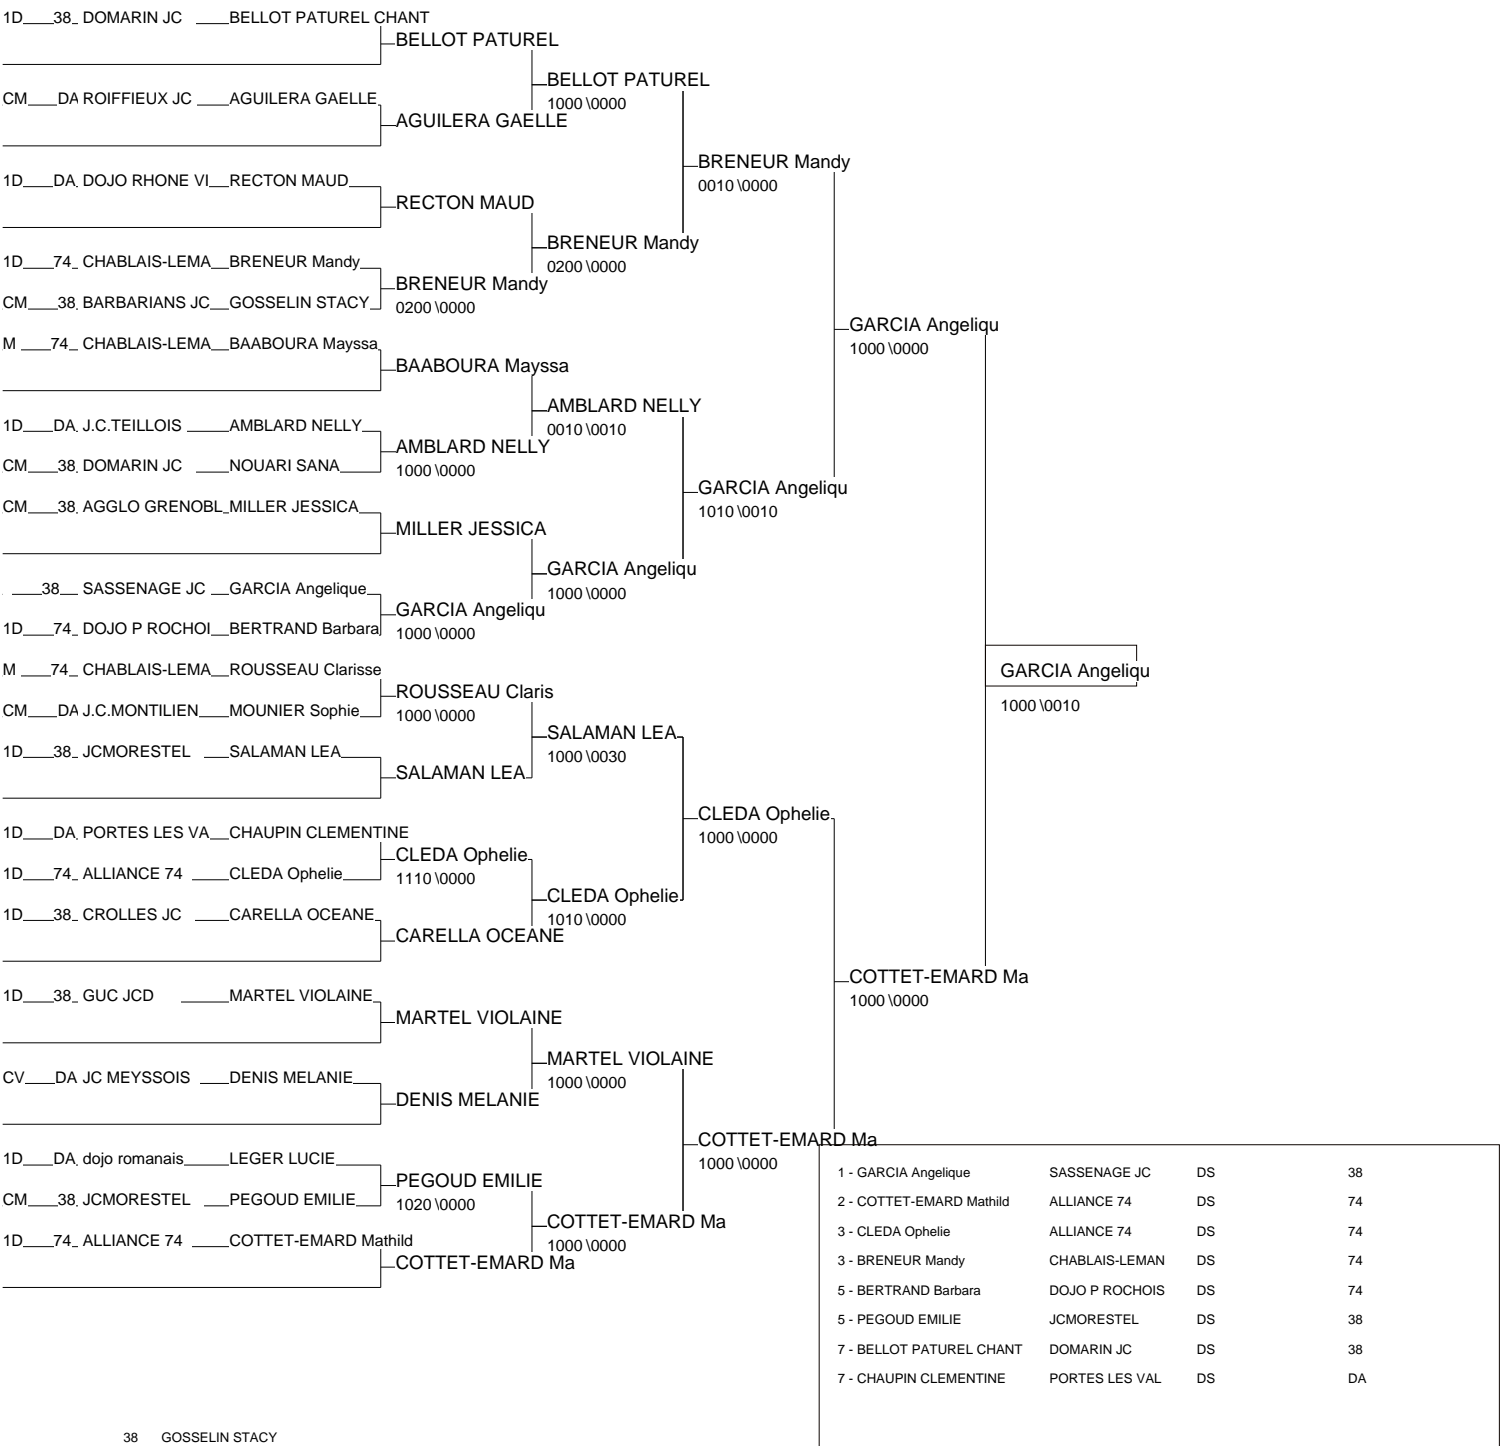 1D 38 DOMARIN JC BELLOT PATUREL CHANT
BELLOT PATUREL
BELLOT PATUREL
1000 \0000
CM DA ROIFFIEUX JC AGUILERA GAELLE
AGUILERA GAELLE
BRENEUR Mandy
0010 \0000
1D DA DOJO RHONE VI RECTON MAUD
RECTON MAUD
BRENEUR Mandy
0200 \0000
1D 74 CHABLAIS-LEMA BRENEUR Mandy
BRENEUR Mandy
0200 \0000
CM 38 BARBARIANS JC GOSSELIN STACY
GARCIA Angeliqu
1000 \0000
M 74 CHABLAIS-LEMA BAABOURA Mayssa
BAABOURA Mayssa
AMBLARD NELLY
0010 \0010
1D DA J.C.TEILLOIS AMBLARD NELLY
AMBLARD NELLY
1000 \0000
CM 38 DOMARIN JC NOUARI SANA
GARCIA Angeliqu
1010 \0010
CM 38 AGGLO GRENOBL MILLER JESSICA
MILLER JESSICA
GARCIA Angeliqu
1000 \0000
38 SASSENAGE JC GARCIA Angelique
GARCIA Angeliqu
1000 \0000
1D 74 DOJO P ROCHOI BERTRAND Barbara
GARCIA Angeliqu
1000 \0010
M 74 CHABLAIS-LEMA ROUSSEAU Clarisse
ROUSSEAU Claris
1000 \0000
CM DA J.C.MONTILIEN MOUNIER Sophie
SALAMAN LEA
1000 \0030
1D 38 JCMORESTEL SALAMAN LEA
SALAMAN LEA
CLEDA Ophelie
1000 \0000
1D DA PORTES LES VA CHAUPIN CLEMENTINE
CLEDA Ophelie
1110 \0000
1D 74 ALLIANCE 74 CLEDA Ophelie
CLEDA Ophelie
1010 \0000
1D 38 CROLLES JC CARELLA OCEANE
CARELLA OCEANE
COTTET-EMARD Ma
1000 \0000
1D 38 GUC JCD MARTEL VIOLAINE
MARTEL VIOLAINE
MARTEL VIOLAINE
1000 \0000
CV DA JC MEYSSOIS DENIS MELANIE
DENIS MELANIE
COTTET-EMARD Ma
1000 \0000
1D DA dojo romanais LEGER LUCIE
PEGOUD EMILIE
1020 \0000
CM 38 JCMORESTEL PEGOUD EMILIE
COTTET-EMARD Ma
1000 \0000
1D 74 ALLIANCE 74 COTTET-EMARD Mathild
COTTET-EMARD Ma
1 - GARCIA Angelique SASSENAGE JC DS 38
2 - COTTET-EMARD Mathild ALLIANCE 74 DS 74
3 - CLEDA Ophelie ALLIANCE 74 DS 74
3 - BRENEUR Mandy CHABLAIS-LEMAN DS 74
5 - BERTRAND Barbara DOJO P ROCHOIS DS 74
5 - PEGOUD EMILIE JCMORESTEL DS 38
7 - BELLOT PATUREL CHANT DOMARIN JC DS 38
7 - CHAUPIN CLEMENTINE PORTES LES VAL DS DA
38 GOSSELIN STACY